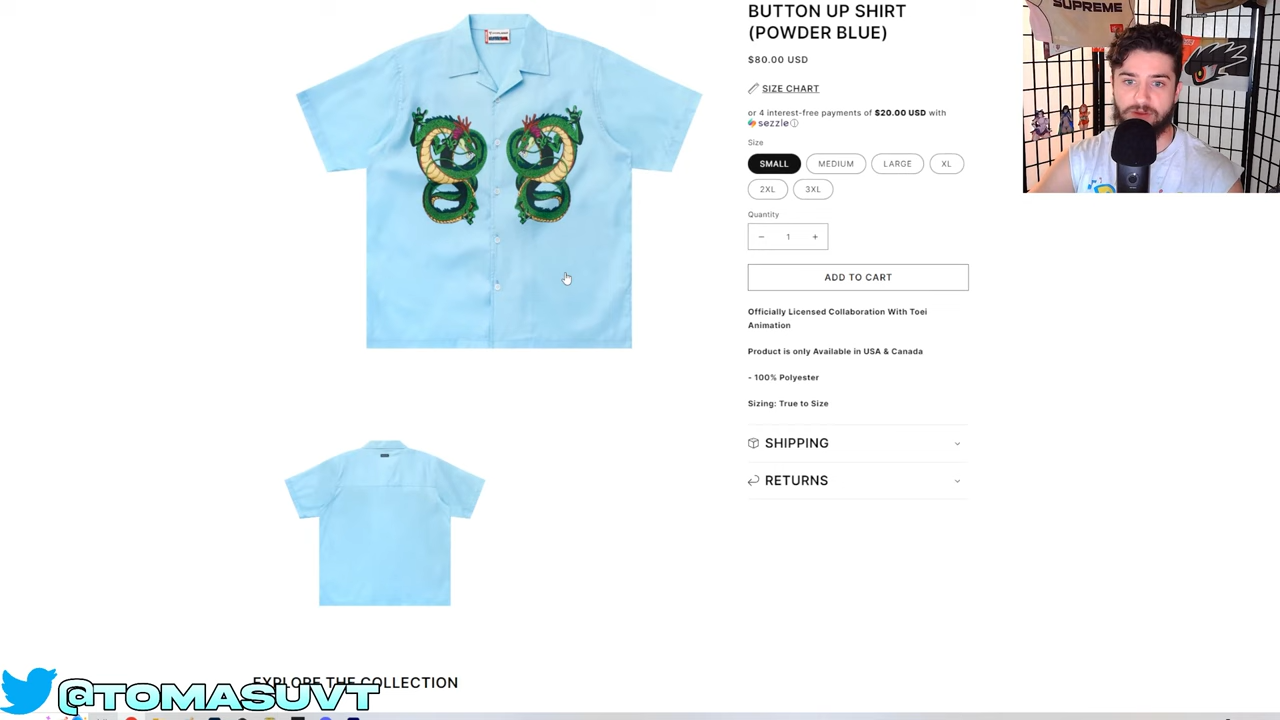 BUTTON UP SHIRT
(POWDER BLUE)
$80.00 USD
SIZE CHART
or 4 interest-free payments of $20.00 USD with
sezzle
Size
SMALL
MEDIUM
LARGE
XL
2XL
3XL
Quantity
− 1 +
ADD TO CART
Officially Licensed Collaboration With Toei
Animation
Product is only Available in USA & Canada
- 100% Polyester
Sizing: True to Size
SHIPPING
RETURNS
EXPLORE THE COLLECTION
@TOMASUVT
SUPREME